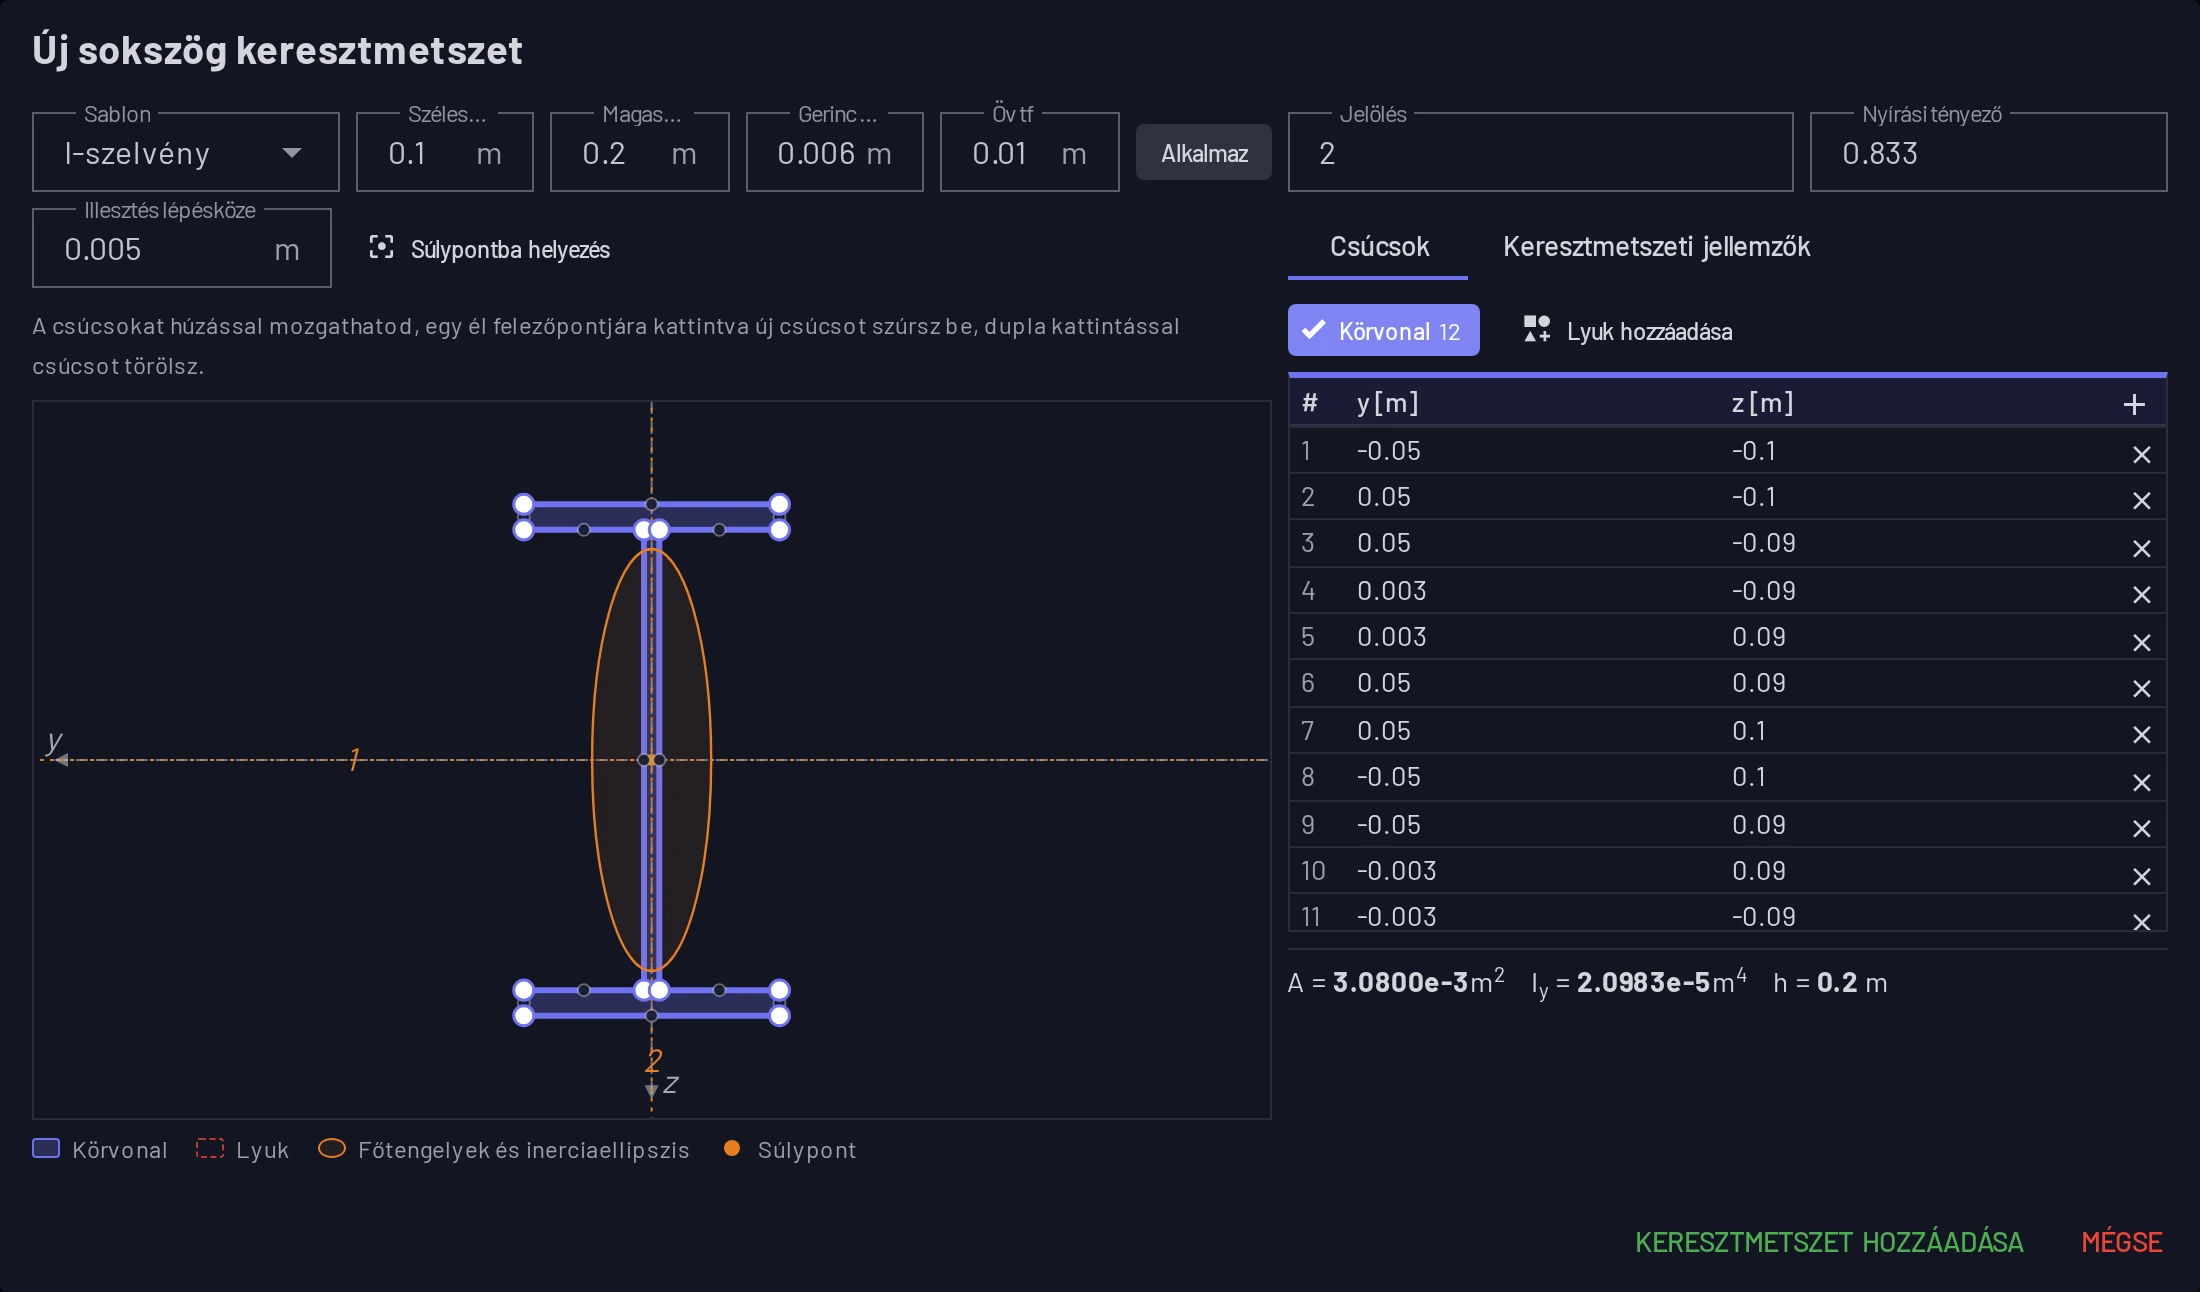 Új sokszög keresztmetszet
Sablon
I-szelvény
Széles...
0.1 m
Magas...
0.2 m
Gerinc ...
0.006 m
Öv tf
0.01 m
Alkalmaz
Jelölés
2
Nyírási tényező
0.833
Illesztés lépésköze
0.005 m
Súlypontba helyezés
Csúcsok
Keresztmetszeti jellemzők
A csúcsokat húzással mozgathatod, egy él felezőpontjára kattintva új csúcsot szúrsz be, dupla kattintással
csúcsot törölsz.
Körvonal 12
Lyuk hozzáadása
# y [m] z [m]
1 -0.05 -0.1
2 0.05 -0.1
3 0.05 -0.09
4 0.003 -0.09
5 0.003 0.09
6 0.05 0.09
7 0.05 0.1
8 -0.05 0.1
9 -0.05 0.09
10 -0.003 0.09
11 -0.003 -0.09
y
1
2
z
A = 3.0800e-3m² I_y = 2.0983e-5m⁴ h = 0.2 m
Körvonal
Lyuk
Főtengelyek és inerciaellipszis
Súlypont
KERESZTMETSZET HOZZÁADÁSA
MÉGSE